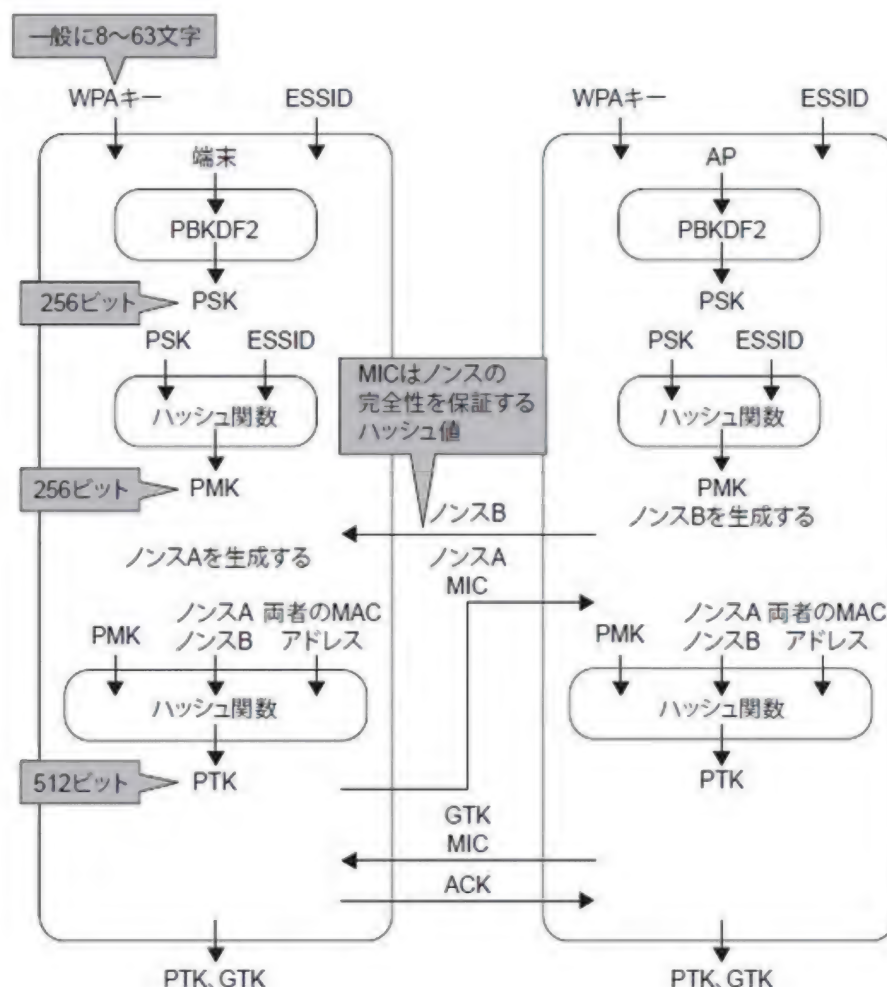 一般に8～63文字
WPAキー ESSID WPAキー ESSID
端末 AP
PBKDF2 PBKDF2
256ビット PSK PSK
PSK ESSID PSK ESSID
MICはノンスの
完全性を保証する
ハッシュ値
ハッシュ関数 ハッシュ関数
256ビット PMK PMK
ノンスB ノンスBを生成する
ノンスAを生成する ノンスA
MIC
ノンスA 両者のMAC ノンスA 両者のMAC
PMK ノンスB アドレス PMK ノンスB アドレス
ハッシュ関数 ハッシュ関数
512ビット PTK PTK
GTK
MIC
ACK
PTK、GTK PTK、GTK